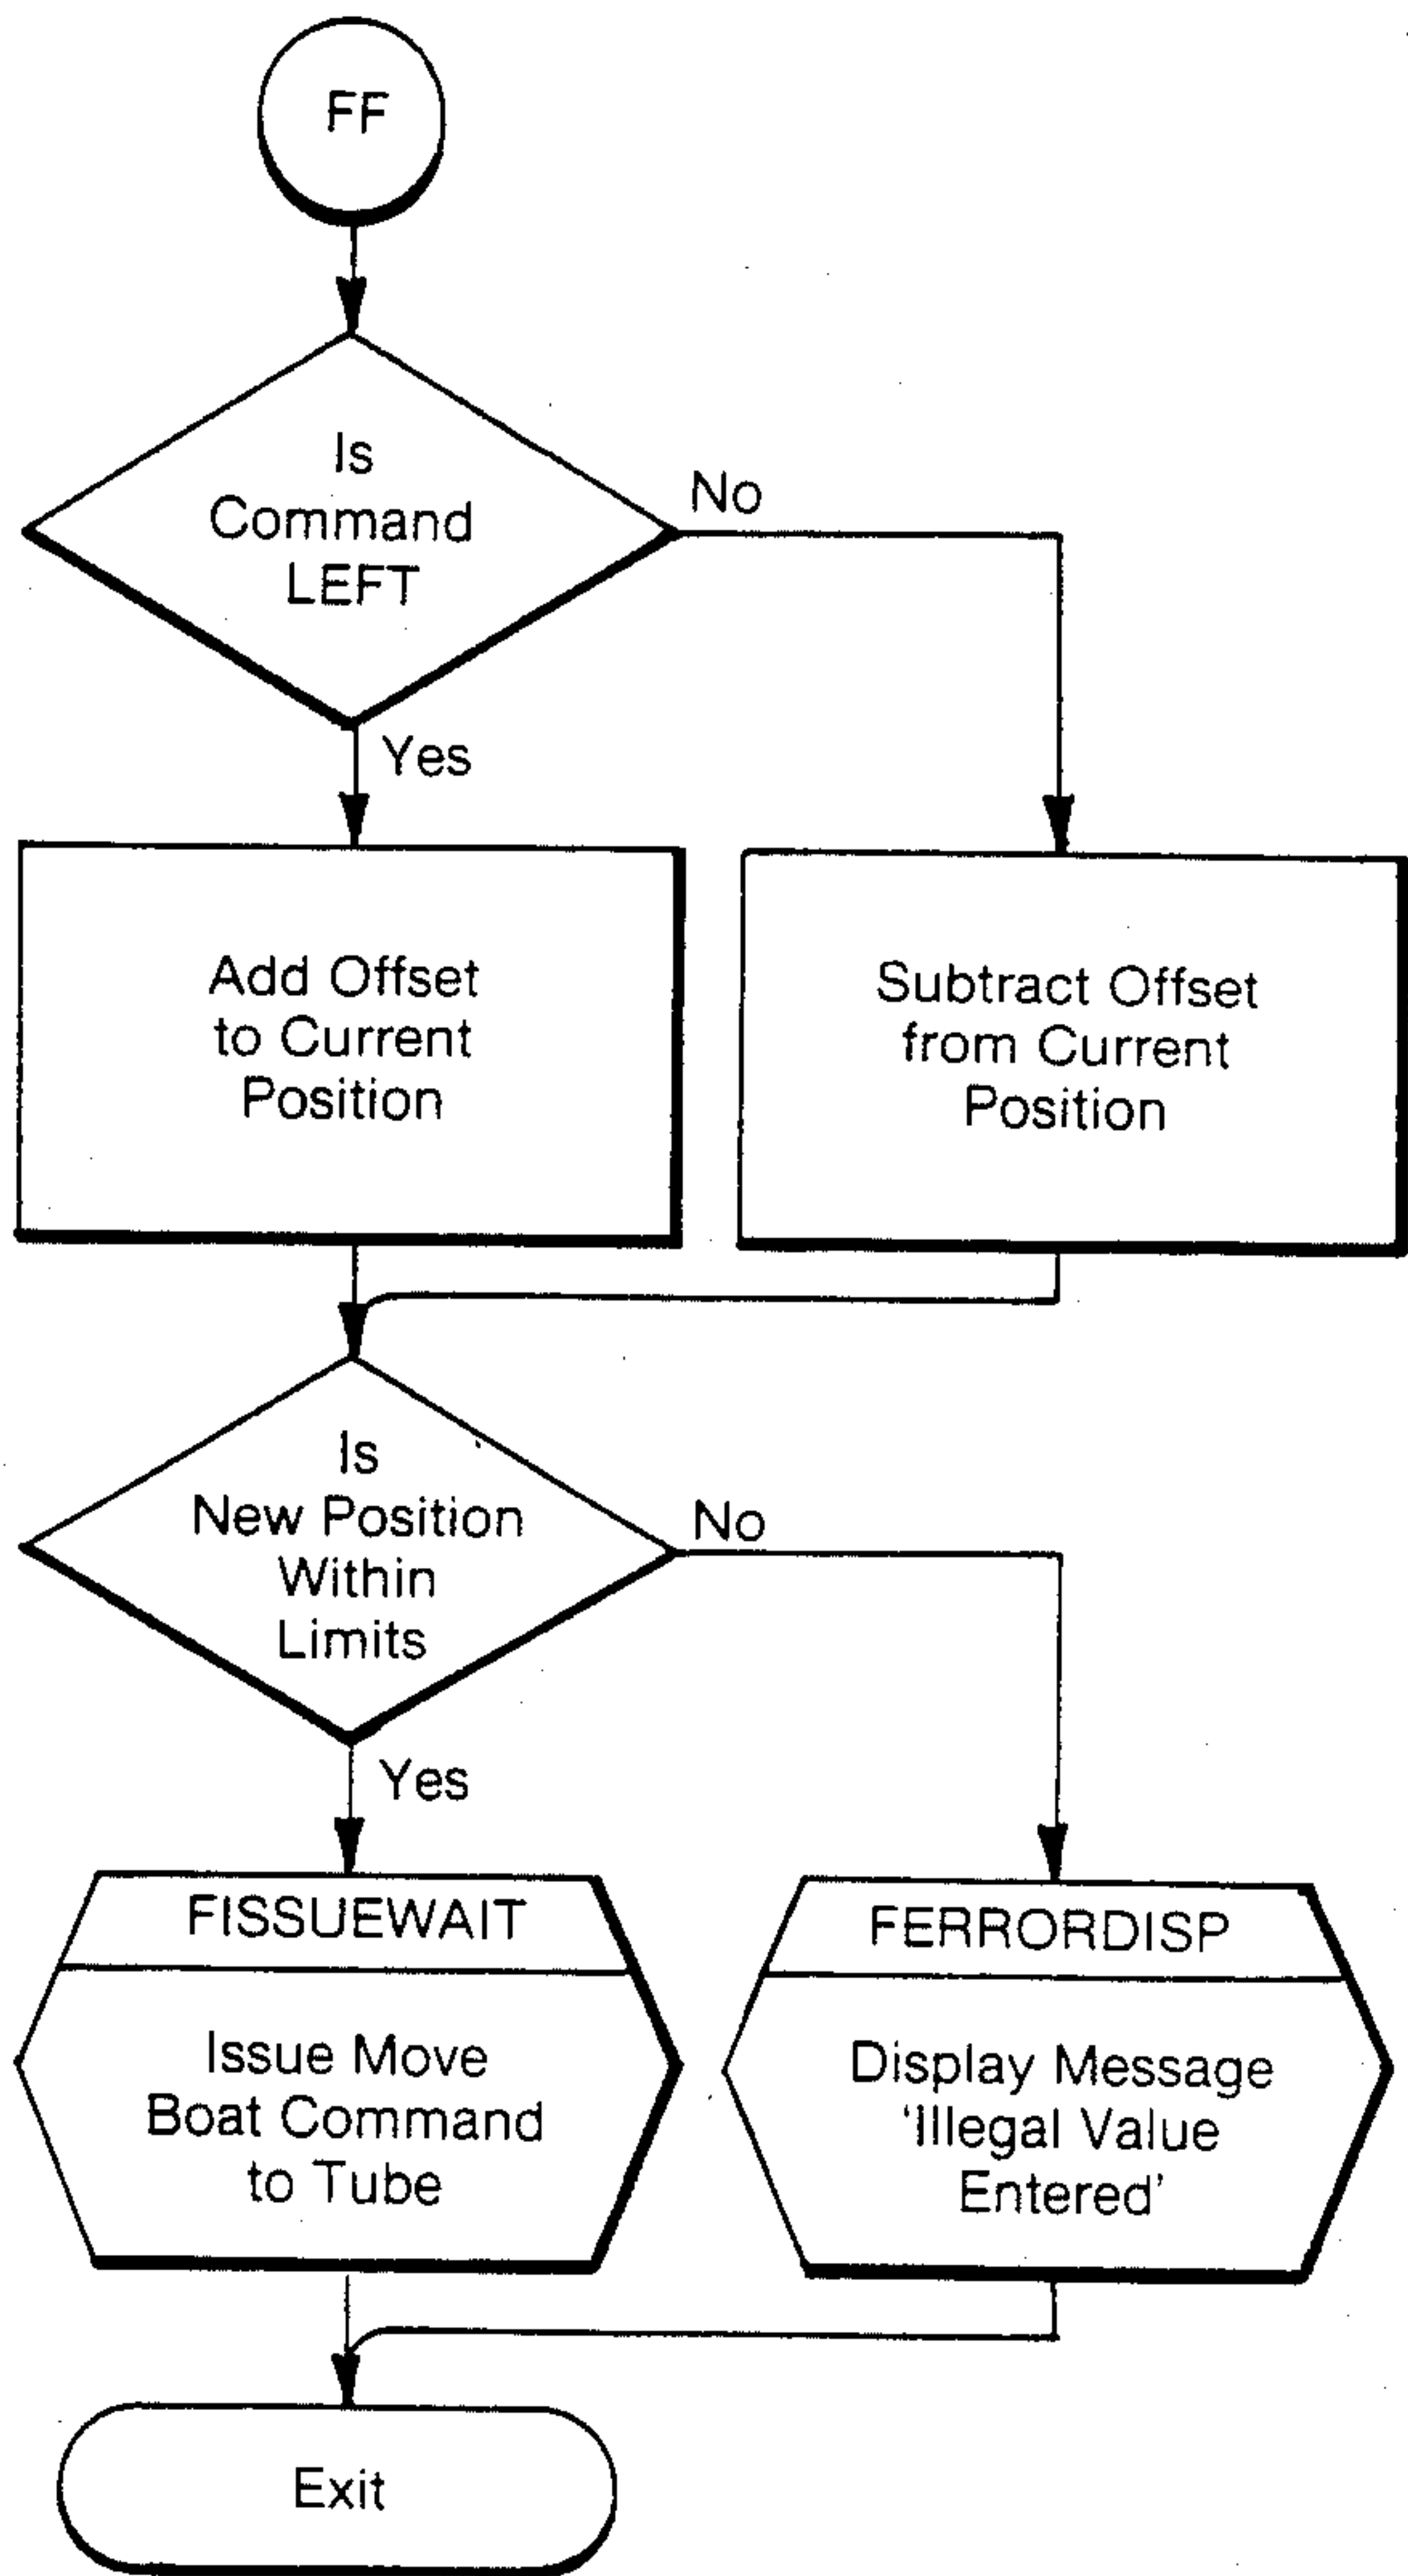 FF
Is
Command
LEFT
No
Yes
Add Offset
to Current
Position
Subtract Offset
from Current
Position
Is
New Position
Within
Limits
No
Yes
FISSUEWAIT
Issue Move
Boat Command
to Tube
FERRORDISP
Display Message
'Illegal Value
Entered'
Exit